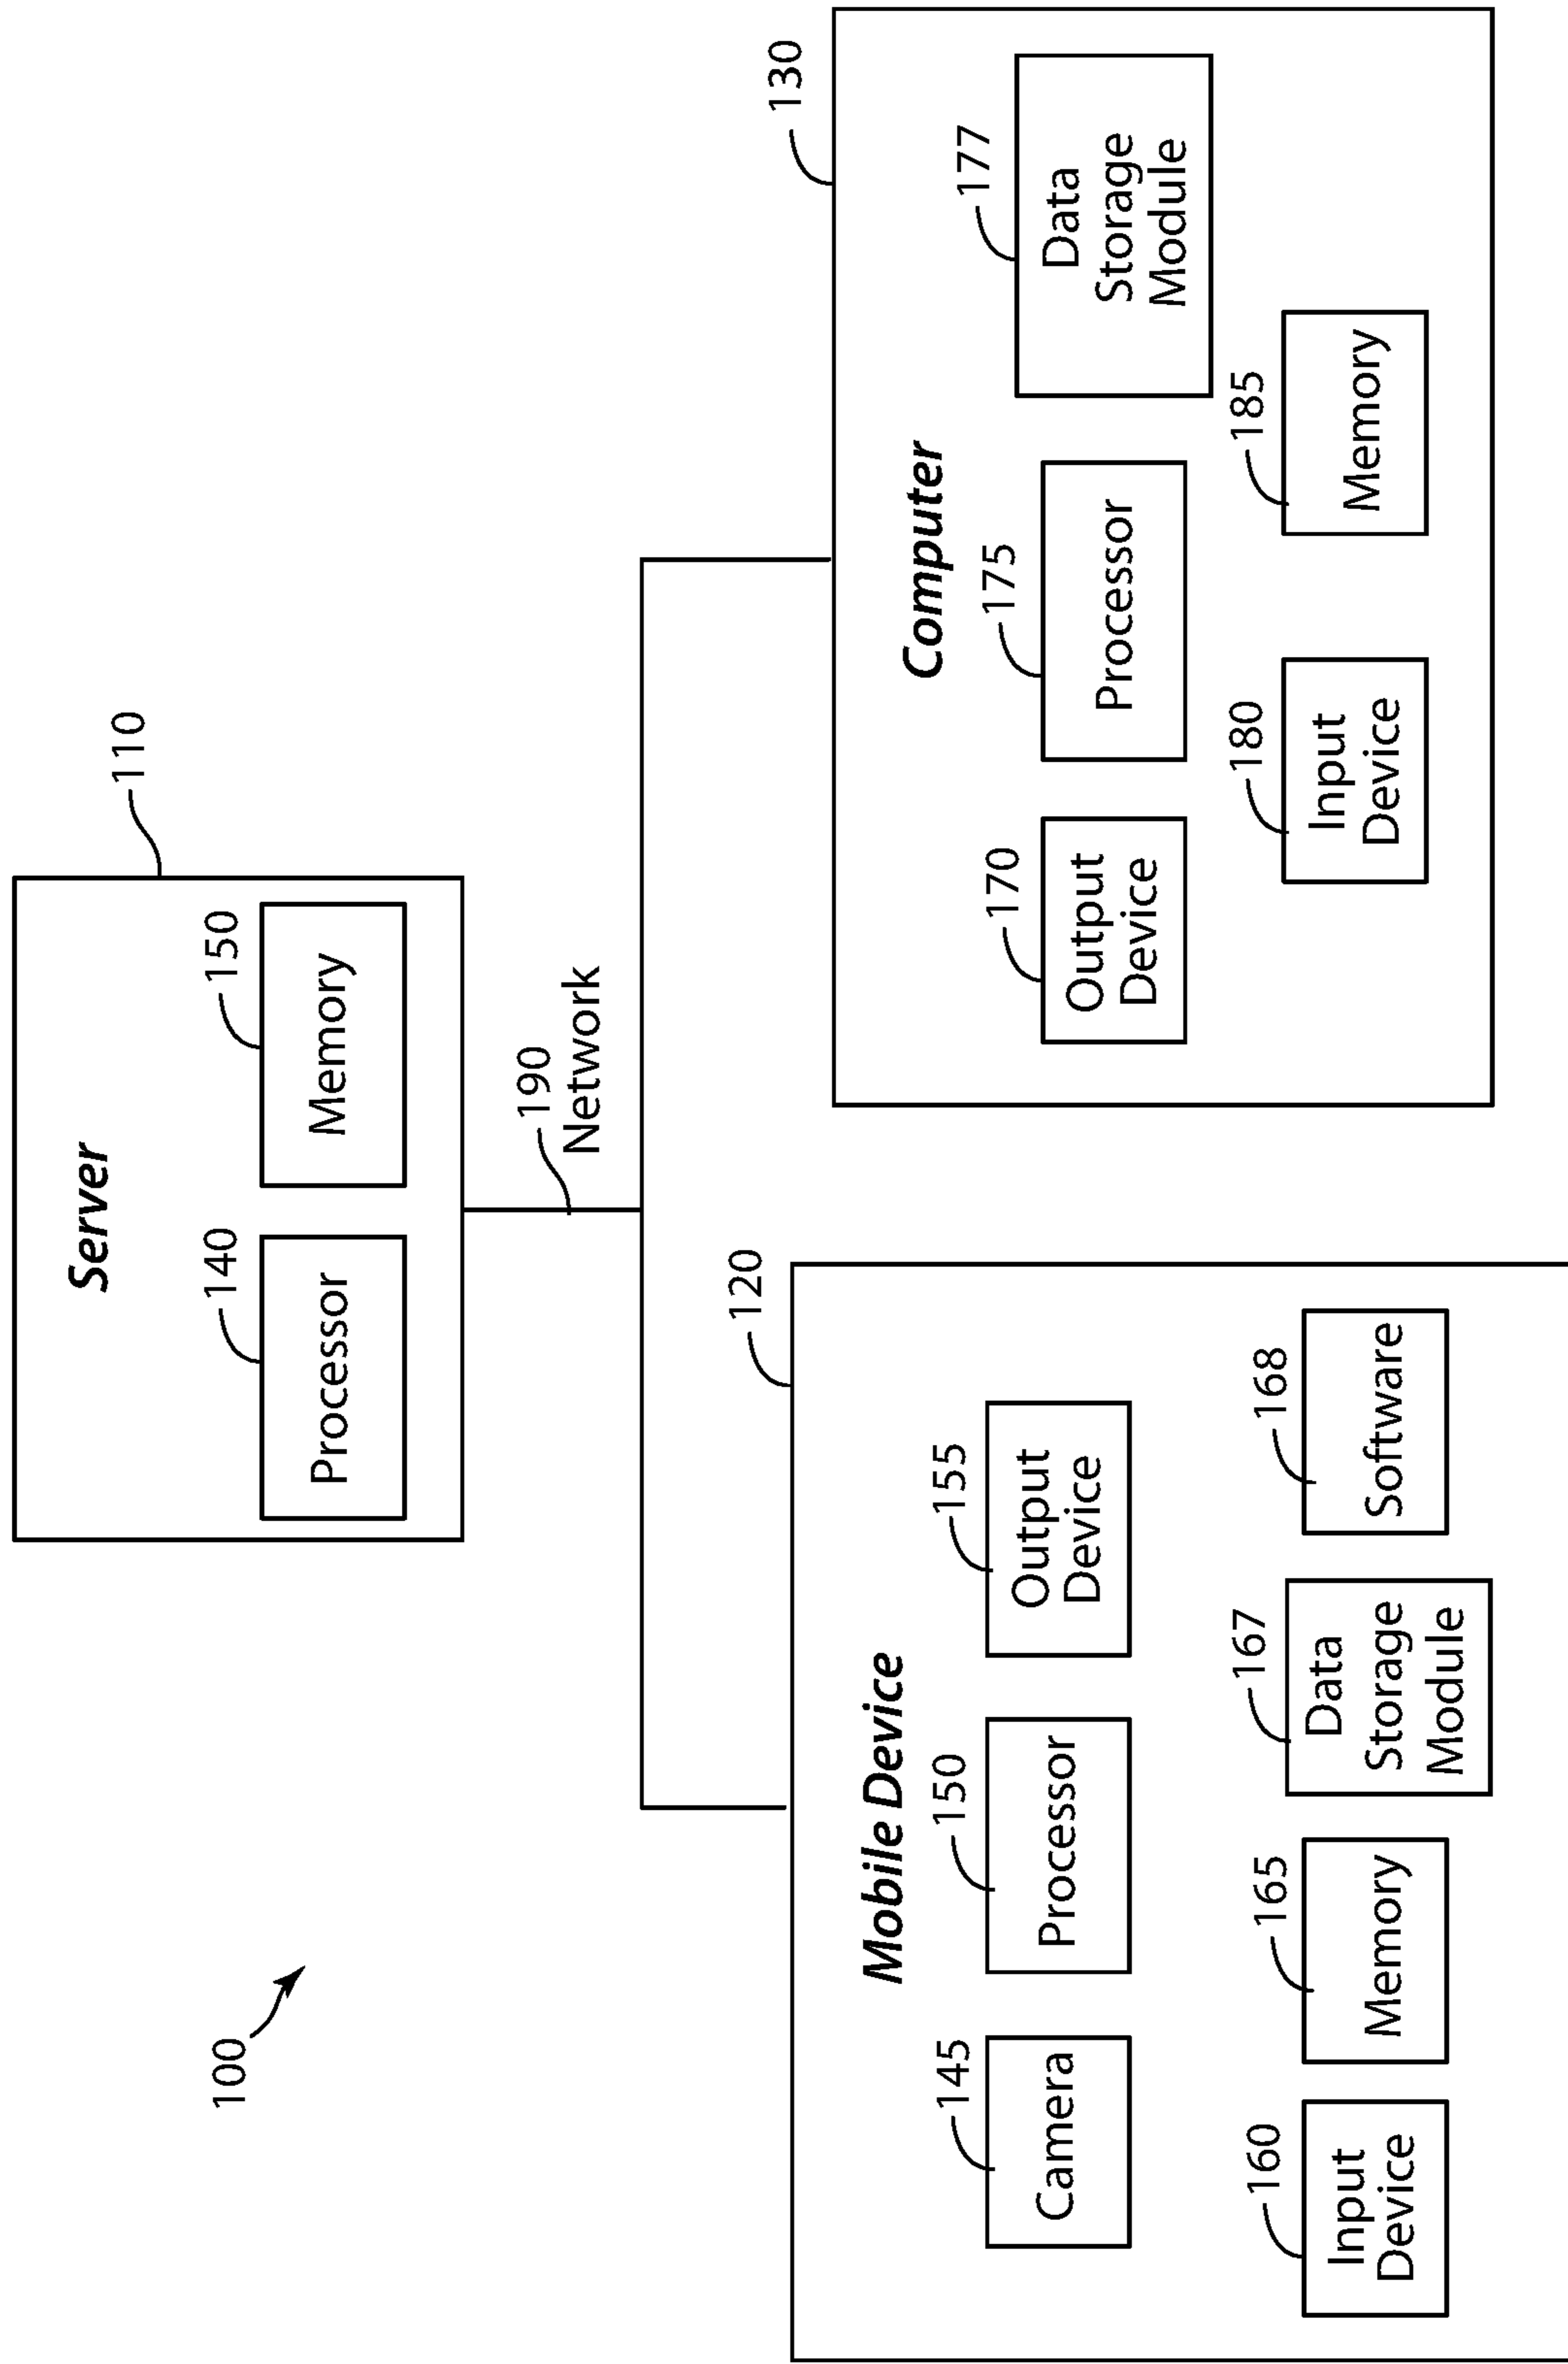 100
Server
110
140
150
Processor
Memory
190
Network
120
130
Mobile Device
Computer
145
150
155
Camera
Processor
Output
Device
160
165
167
168
Input
Device
Memory
Data
Storage
Module
Software
170
175
177
Output
Device
Processor
Data
Storage
Module
180
185
Input
Device
Memory